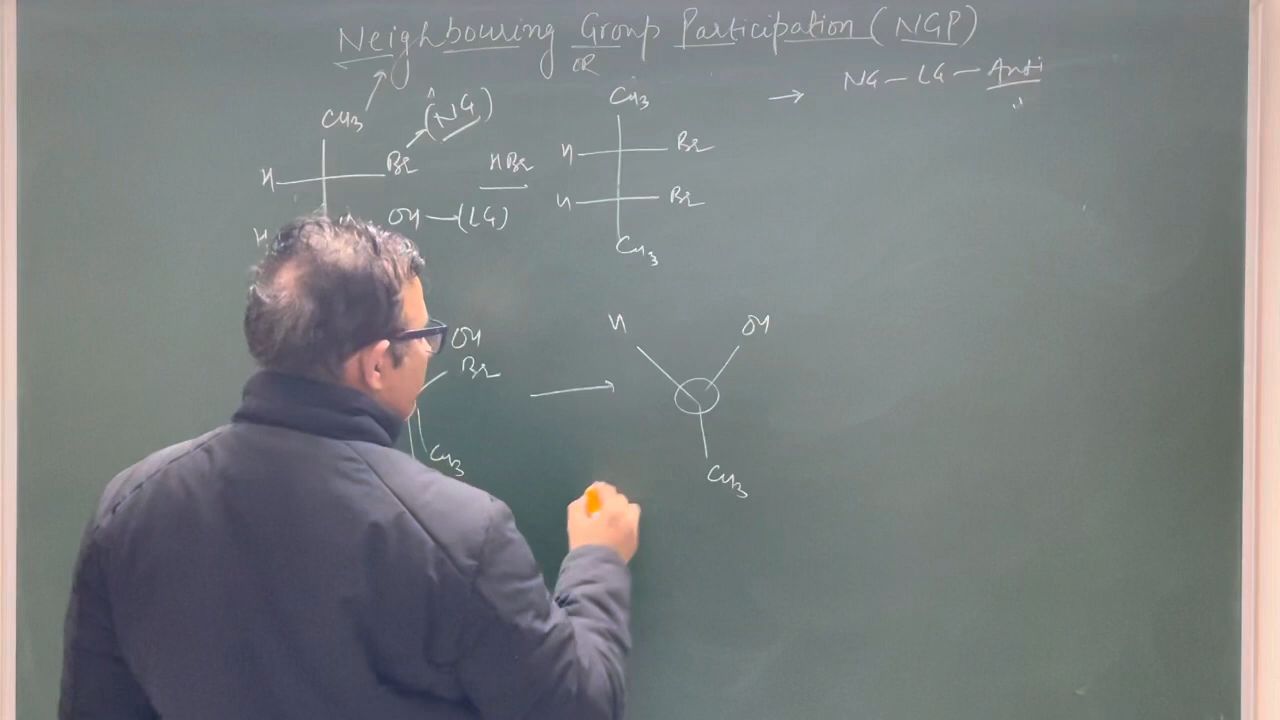 Neighbouring Group Participation (NGP)
OR
NG - LG - Anti
CH3
(NG)
CH3
H Br
HBr
H Br
H
OH - (LG)
H Br
CH3
OH
Br
H OH
CH3
CH3